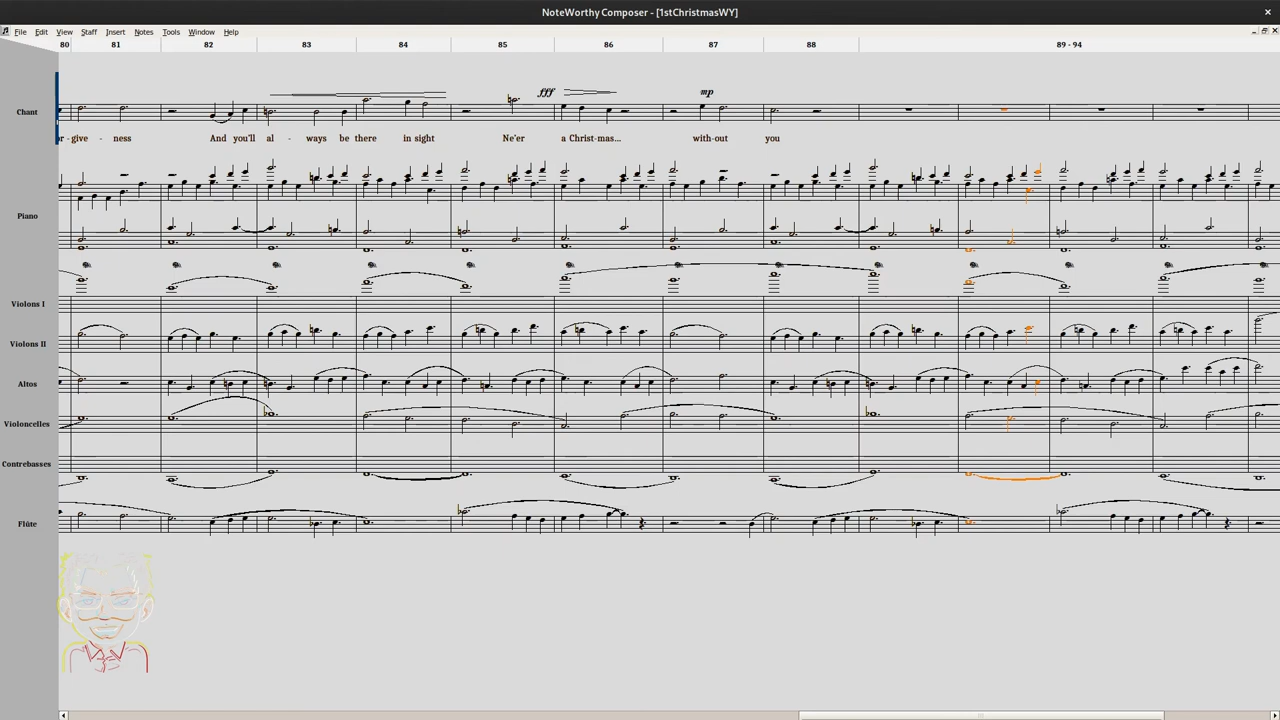 NoteWorthy Composer - [1stChristmasWY]
File Edit View Staff Insert Notes Tools Window Help
80 81 82 83 84 85 86 87 88 89 - 94
fff mp
Chant
or - give - ness And you'll al - ways be there in sight Ne'er a Christ-mas... with-out you
Piano
Violons I
Violons II
Altos
Violoncelles
Contrebasses
Flûte